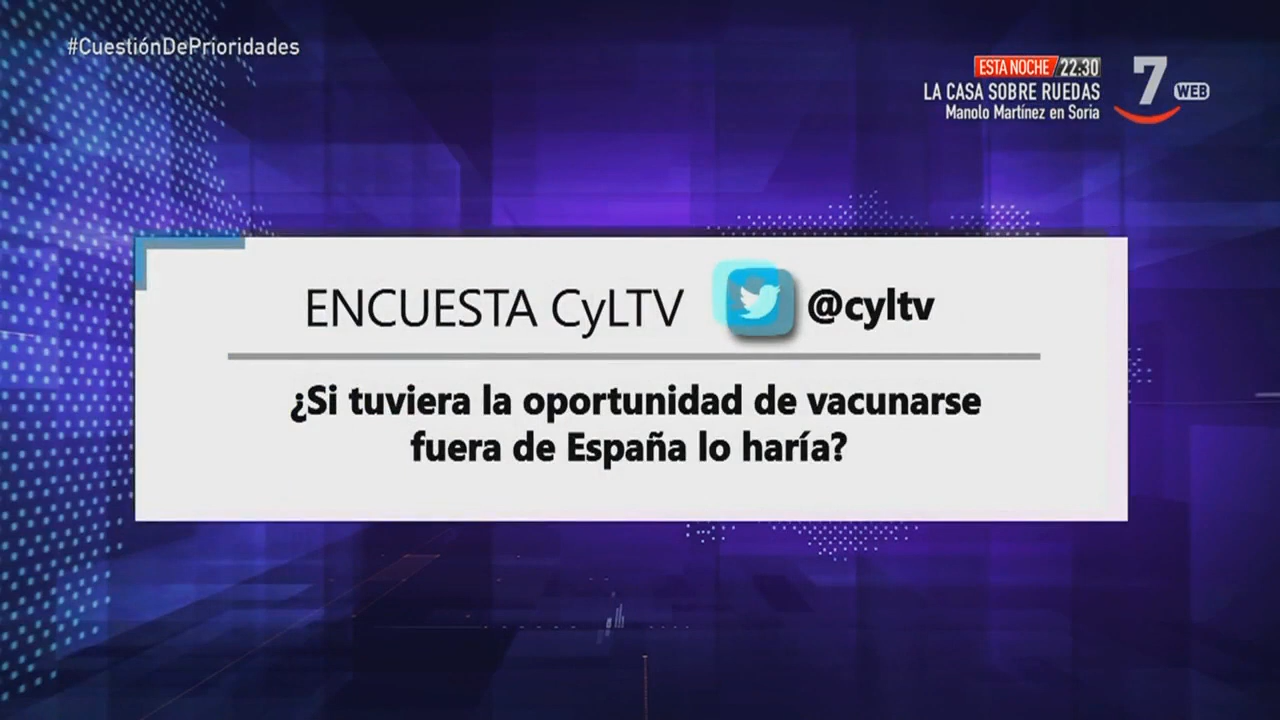 #CuestiónDePrioridades
ESTA NOCHE 22:30
LA CASA SOBRE RUEDAS
Manolo Martínez en Soria
7 WEB
ENCUESTA CyLTV @cyltv
¿Si tuviera la oportunidad de vacunarse
fuera de España lo haría?